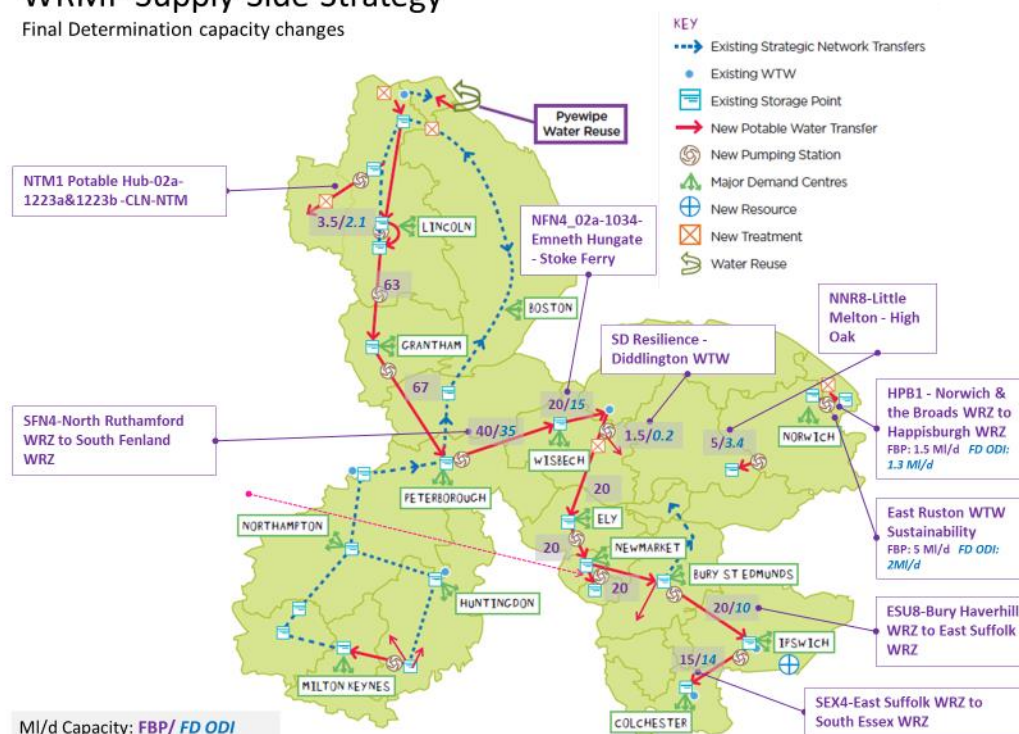 WRMP Supply Side Strategy
Final Determination capacity changes
KEY
Existing Strategic Network Transfers
Existing WTW
Existing Storage Point
New Potable Water Transfer
New Pumping Station
Major Demand Centres
New Resource
New Treatment
Water Reuse
Pyewipe
Water Reuse
NTM1 Potable Hub-02a-
1223a&1223b -CLN-NTM
3.5/2.1
LINCOLN
NFN4_02a-1034-
Emneth Hungate
- Stoke Ferry
63
BOSTON
NNR8-Little
Melton - High
Oak
SD Resilience -
Diddlington WTW
GRANTHAM
67
20/15
SFN4-North Ruthamford
WRZ to South Fenland
WRZ
40/35
WISBECH
1.5/0.2
5/3.4
NORWICH
HPB1 - Norwich &
the Broads WRZ to
Happisburgh WRZ
FBP: 1.5 Ml/d FD ODI:
1.3 Ml/d
PETERBOROUGH
20
ELY
East Ruston WTW
Sustainability
FBP: 5 Ml/d FD ODI:
2Ml/d
NORTHAMPTON
20
NEWMARKET
20
BURY ST EDMUNDS
HUNTINGDON
20/10
ESU8-Bury Haverhill
WRZ to East Suffolk
WRZ
IPSWICH
15/14
MILTON KEYNES
COLCHESTER
SEX4-East Suffolk WRZ to
South Essex WRZ
Ml/d Capacity: FBP/ FD ODI